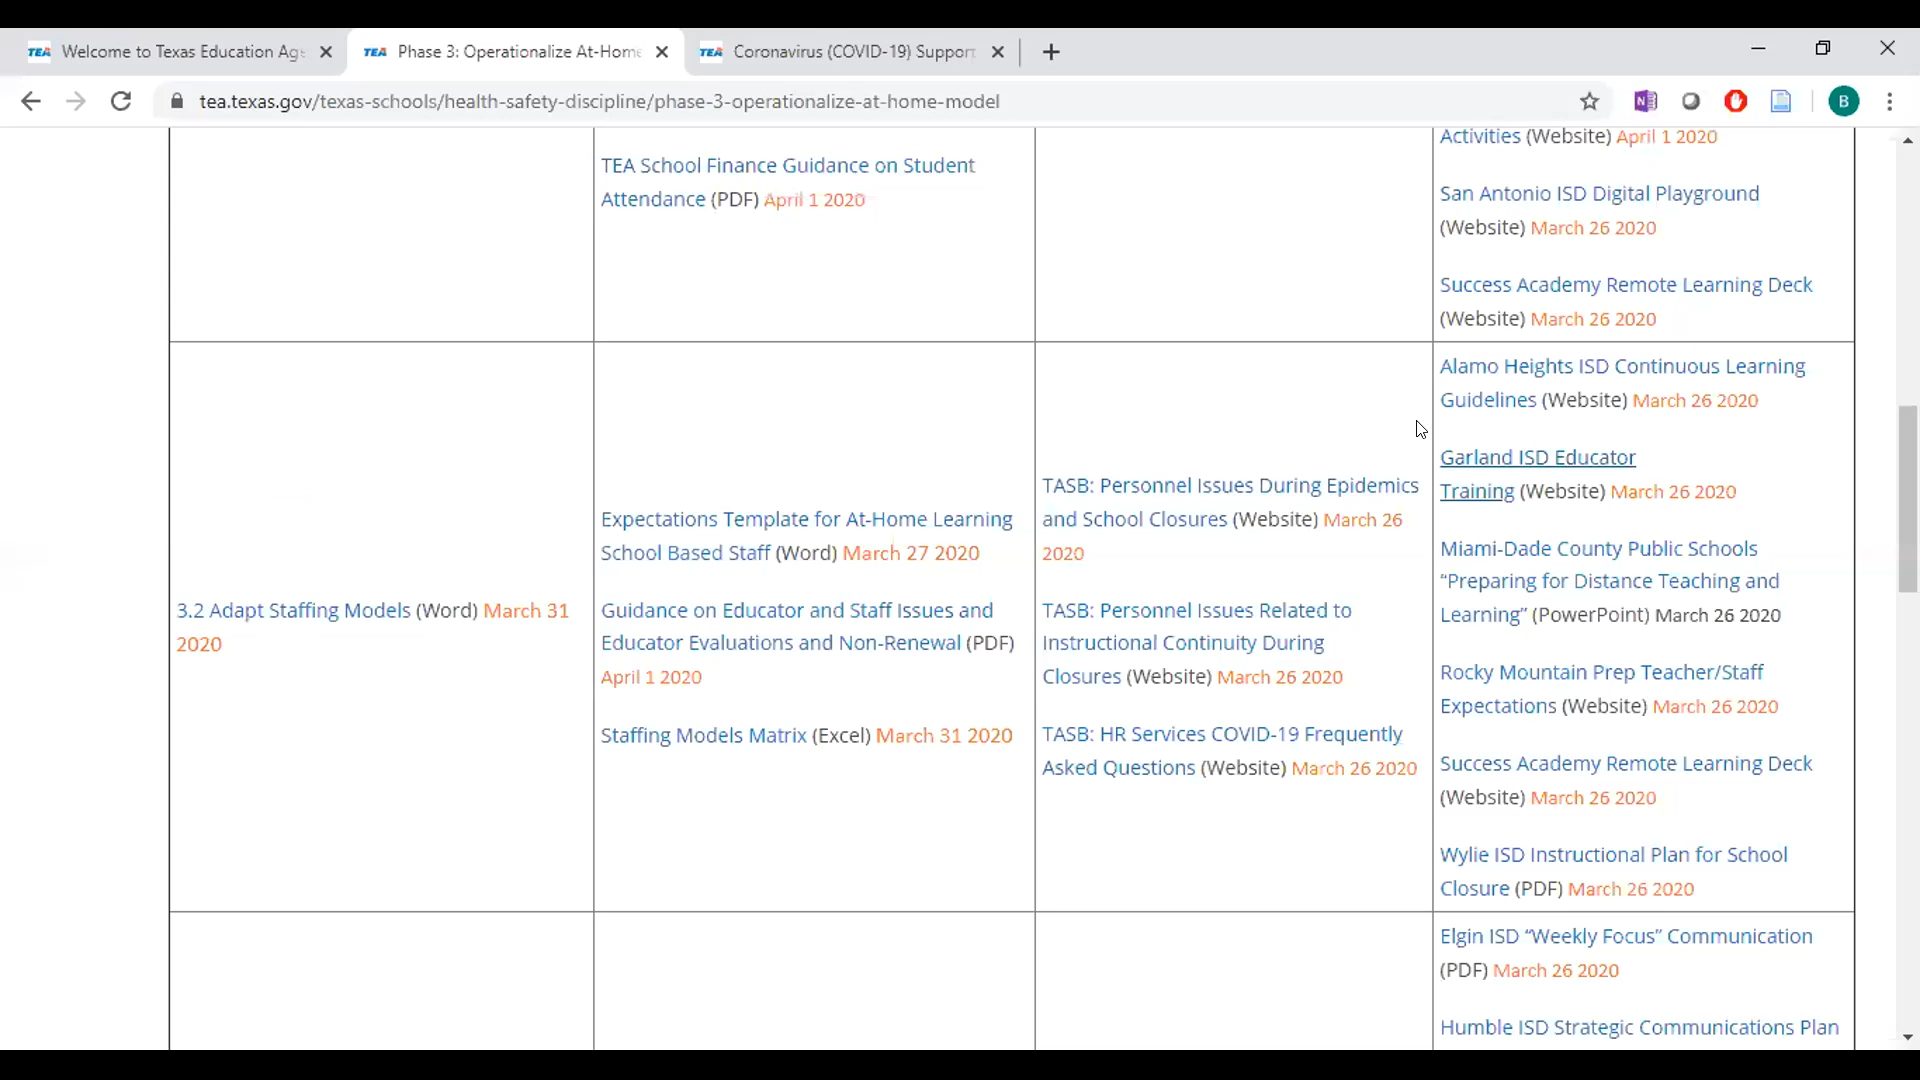 TEA Welcome to Texas Education Age
TEA Phase 3: Operationalize At-Home
TEA Coronavirus (COVID-19) Support
tea.texas.gov/texas-schools/health-safety-discipline/phase-3-operationalize-at-home-model
N
B
TEA School Finance Guidance on Student
Attendance (PDF) April 1 2020
Activities (Website) April 1 2020
San Antonio ISD Digital Playground
(Website) March 26 2020
Success Academy Remote Learning Deck
(Website) March 26 2020
3.2 Adapt Staffing Models (Word) March 31
2020
Expectations Template for At-Home Learning
School Based Staff (Word) March 27 2020
Guidance on Educator and Staff Issues and
Educator Evaluations and Non-Renewal (PDF)
April 1 2020
Staffing Models Matrix (Excel) March 31 2020
TASB: Personnel Issues During Epidemics
and School Closures (Website) March 26
2020
TASB: Personnel Issues Related to
Instructional Continuity During
Closures (Website) March 26 2020
TASB: HR Services COVID-19 Frequently
Asked Questions (Website) March 26 2020
Alamo Heights ISD Continuous Learning
Guidelines (Website) March 26 2020
Garland ISD Educator
Training (Website) March 26 2020
Miami-Dade County Public Schools
“Preparing for Distance Teaching and
Learning” (PowerPoint) March 26 2020
Rocky Mountain Prep Teacher/Staff
Expectations (Website) March 26 2020
Success Academy Remote Learning Deck
(Website) March 26 2020
Wylie ISD Instructional Plan for School
Closure (PDF) March 26 2020
Elgin ISD “Weekly Focus” Communication
(PDF) March 26 2020
Humble ISD Strategic Communications Plan